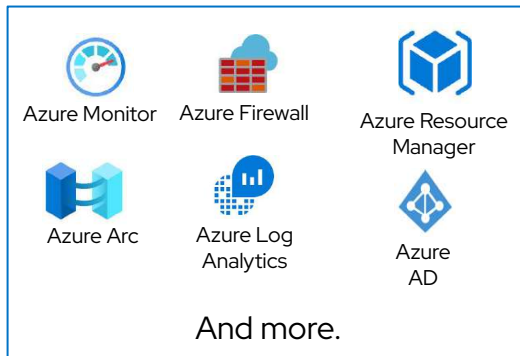 Azure Monitor
Azure Firewall
Azure Resource
Manager
Azure Arc
Azure Log
Analytics
Azure
AD
And more.